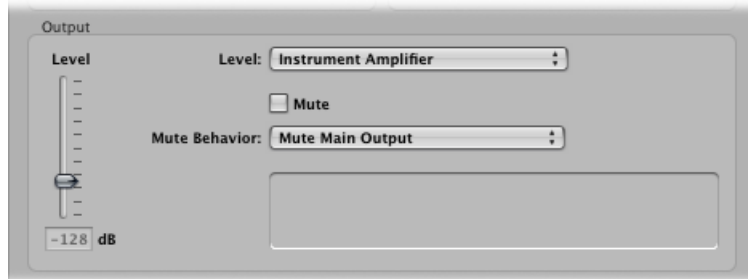 Output
Level
Level: Instrument Amplifier
Mute
Mute Behavior: Mute Main Output
-128 dB